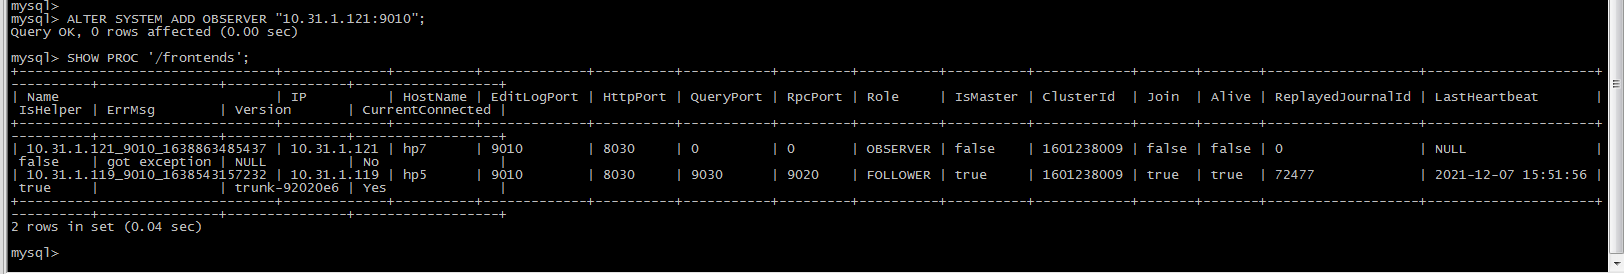 mysql>
mysql> ALTER SYSTEM ADD OBSERVER "10.31.1.121:9010";
Query OK, 0 rows affected (0.00 sec)
mysql> SHOW PROC '/frontends';
+---------------------------------+-------------+----------+-------------+----------+-----------+---------+----------+----------+------------+-------+-------+-------------------+---------------------+
----------+---------------+---------------+------------------+
| Name                            | IP          | HostName | EditLogPort | HttpPort | QueryPort | RpcPort | Role     | IsMaster | ClusterId  | Join  | Alive | ReplayedJournalId | LastHeartbeat       |
 IsHelper | ErrMsg        | Version       | CurrentConnected |
+---------------------------------+-------------+----------+-------------+----------+-----------+---------+----------+----------+------------+-------+-------+-------------------+---------------------+
----------+---------------+---------------+------------------+
| 10.31.1.121_9010_1638863485437 | 10.31.1.121 | hp7      | 9010        | 8030     | 0         | 0       | OBSERVER | false    | 1601238009 | false | false | 0                 | NULL                |
 false    | got exception | NULL          | No               |
| 10.31.1.119_9010_1638543157232 | 10.31.1.119 | hp5      | 9010        | 8030     | 9030      | 9020    | FOLLOWER | true     | 1601238009 | true  | true  | 72477             | 2021-12-07 15:51:56 |
 true     |               | trunk-92020e6 | Yes              |
+---------------------------------+-------------+----------+-------------+----------+-----------+---------+----------+----------+------------+-------+-------+-------------------+---------------------+
----------+---------------+---------------+------------------+
2 rows in set (0.04 sec)
mysql>